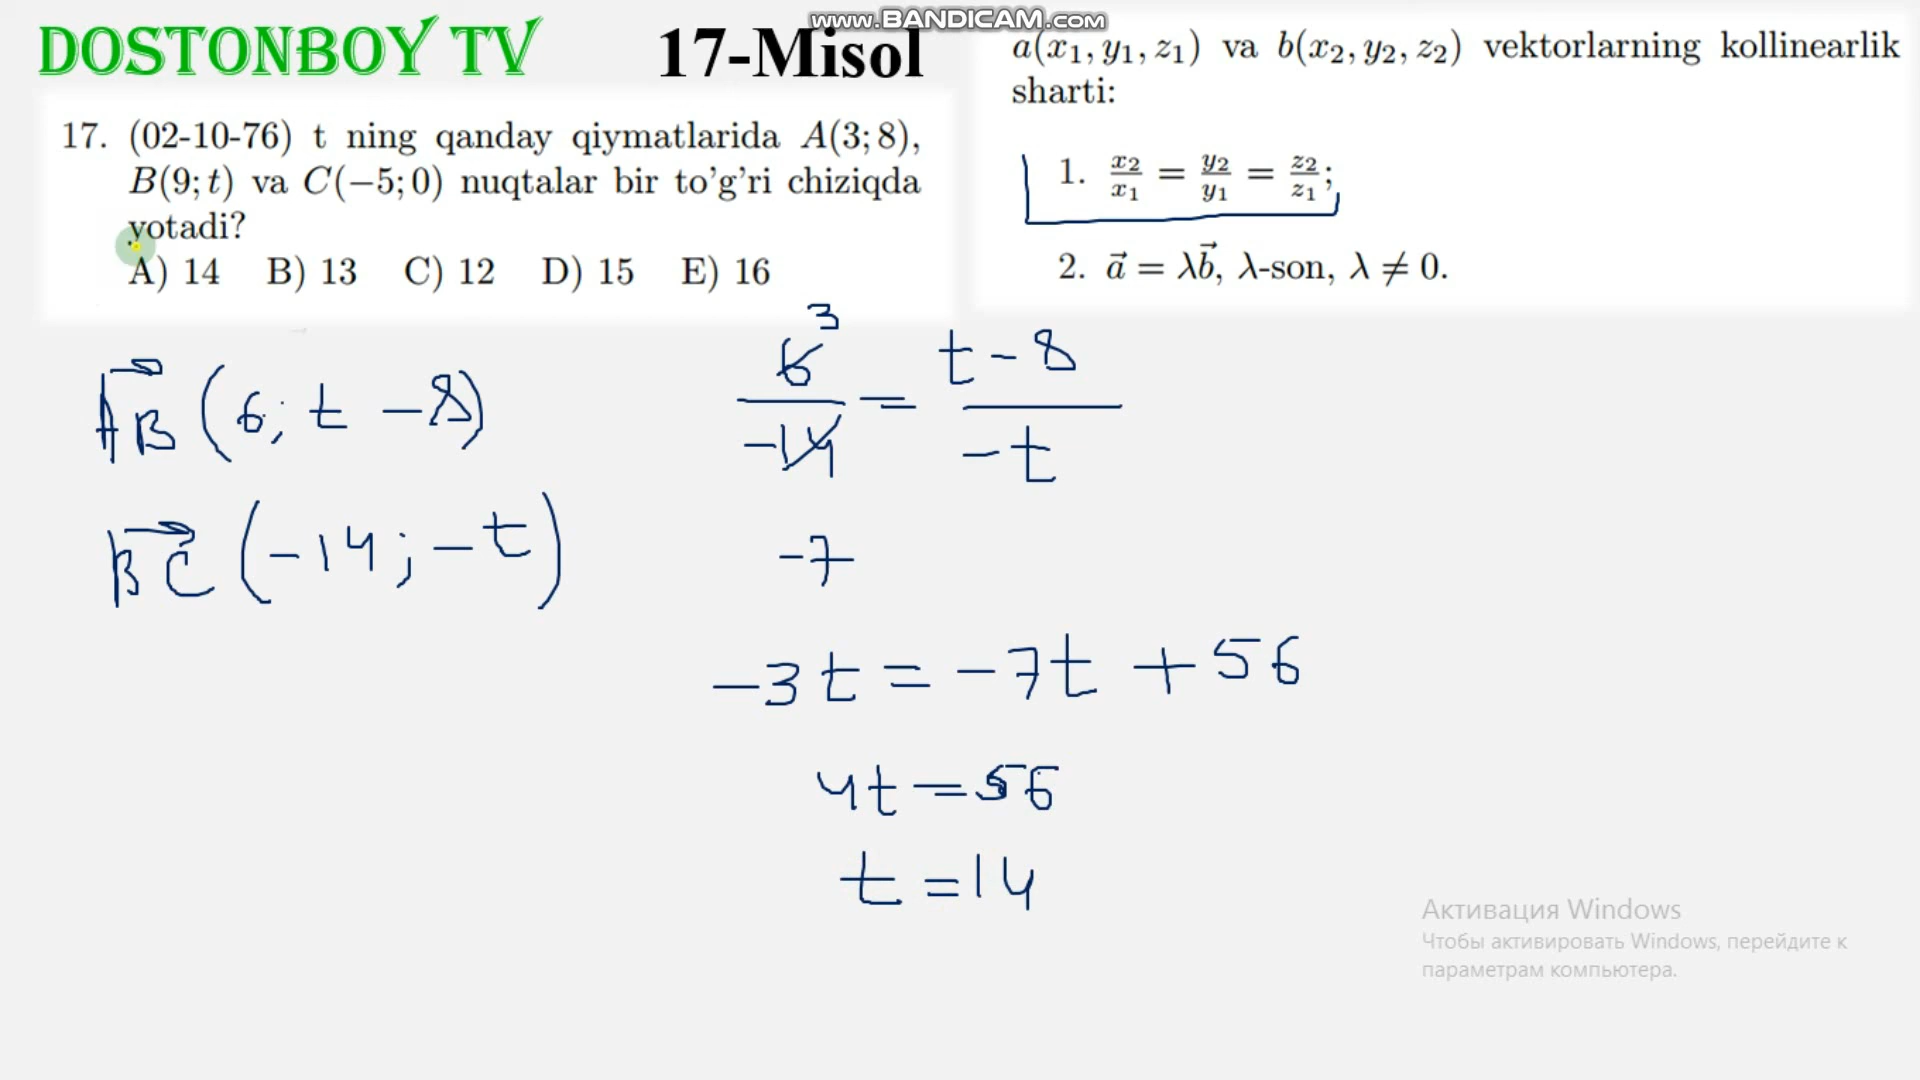 www.BANDICAM.com
DOSTONBOY TV
17-Misol
17. (02-10-76) t ning qanday qiymatlarida A(3; 8),
B(9; t) va C(−5; 0) nuqtalar bir to'g'ri chiziqda
yotadi?
A) 14 B) 13 C) 12 D) 15 E) 16
a(x₁, y₁, z₁) va b(x₂, y₂, z₂) vektorlarning kollinearlik
sharti:
1. x₂/x₁ = y₂/y₁ = z₂/z₁;
2. a⃗ = λb⃗, λ-son, λ ≠ 0.
AB (6; t − 8)
BC (−14; −t)
3
6/−14 = t − 8/−t
−7
−3t = −7t + 56
4t = 56
t = 14
Активация Windows
Чтобы активировать Windows, перейдите к
параметрам компьютера.